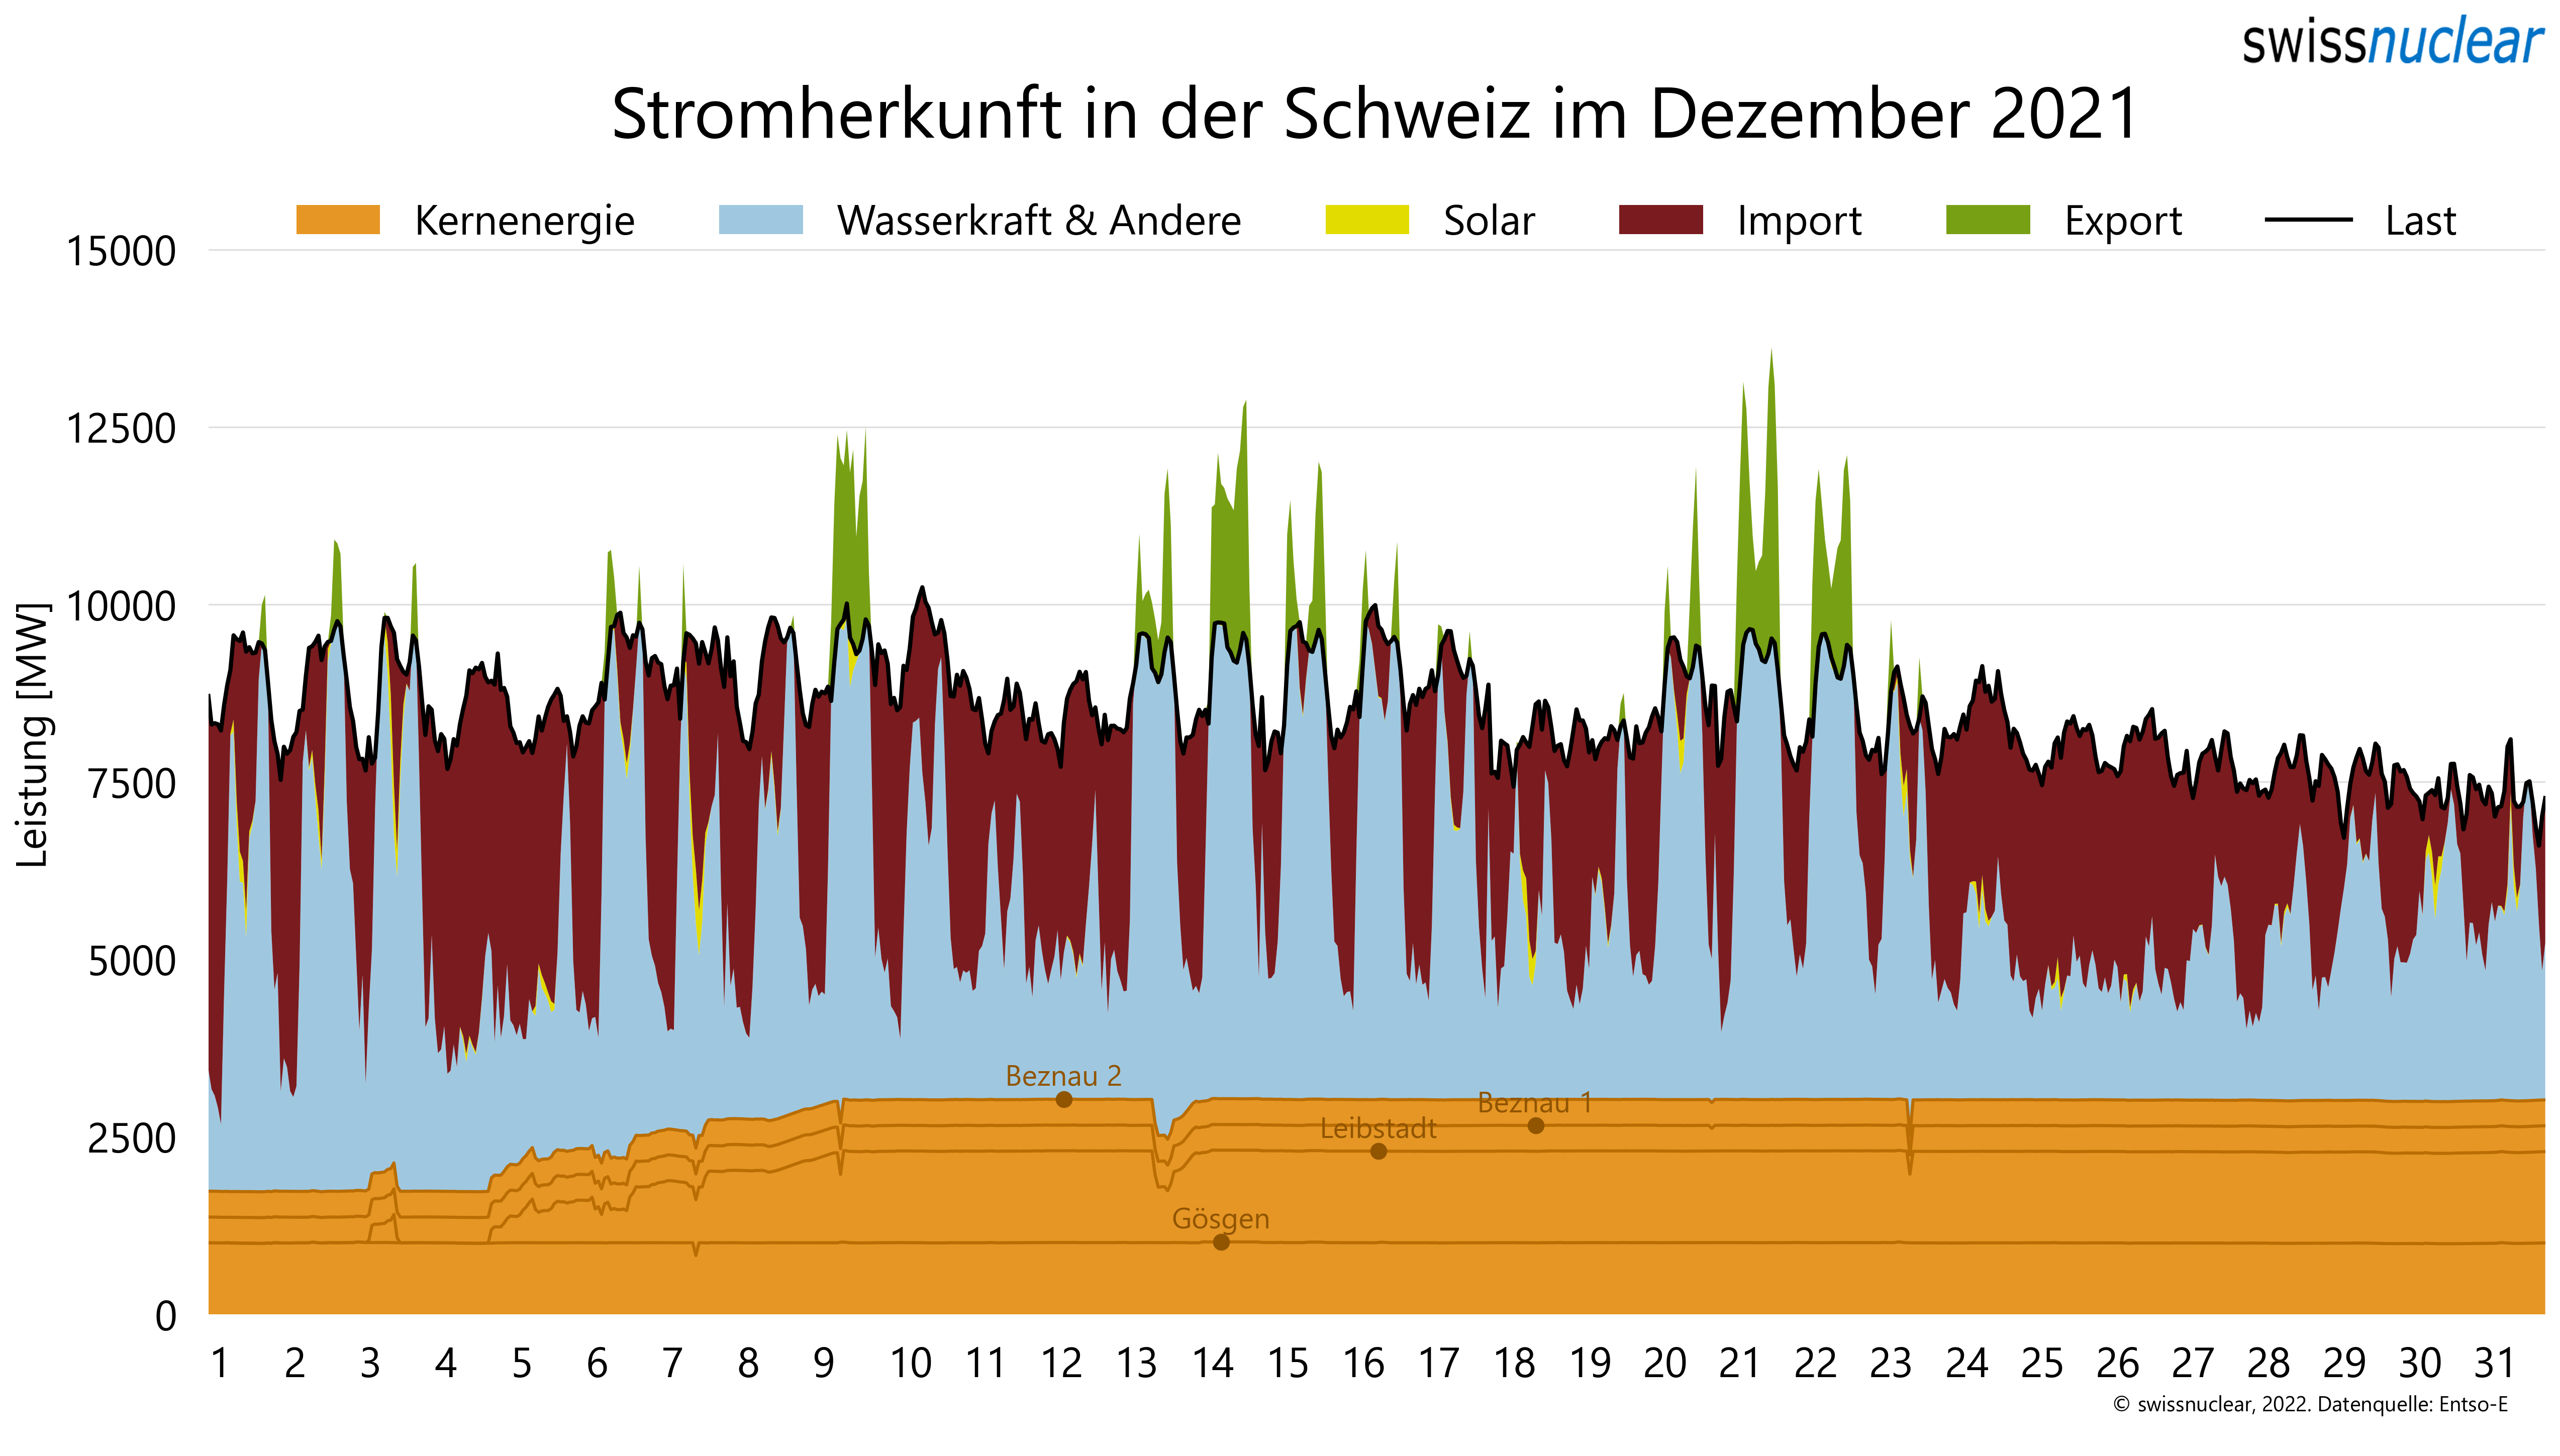 swissnuclear
Stromherkunft in der Schweiz im Dezember 2021
Kernenergie Wasserkraft & Andere Solar Import Export Last
15000
12500
10000
7500
5000
2500
0
Leistung [MW]
Beznau 2
Beznau 1
Leibstadt
Gösgen
1 2 3 4 5 6 7 8 9 10 11 12 13 14 15 16 17 18 19 20 21 22 23 24 25 26 27 28 29 30 31
© swissnuclear, 2022. Datenquelle: Entso-E